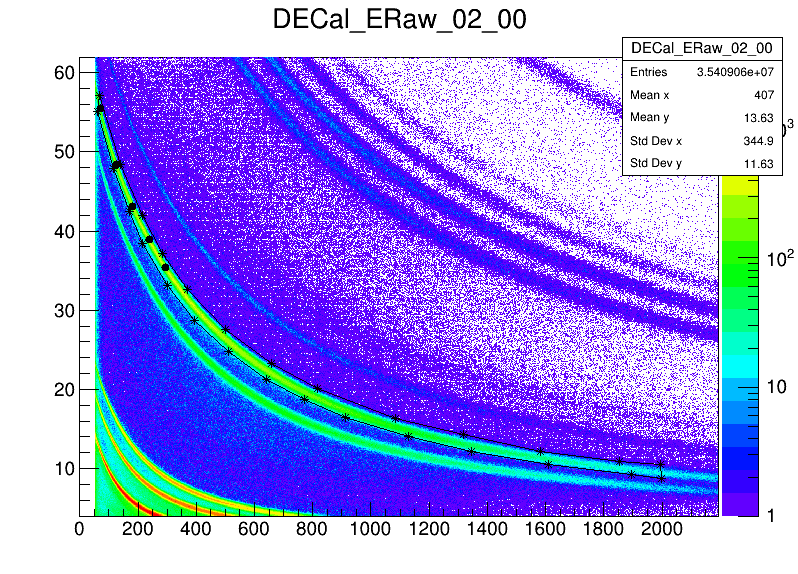 DECal_ERaw_02_00
DECal_ERaw_02_00
Entries 3.540906e+07
Mean x 407
Mean y 13.63
Std Dev x 344.9
Std Dev y 11.63
60
50
40
30
20
10
0 200 400 600 800 1000 1200 1400 1600 1800 2000
10²
10
1